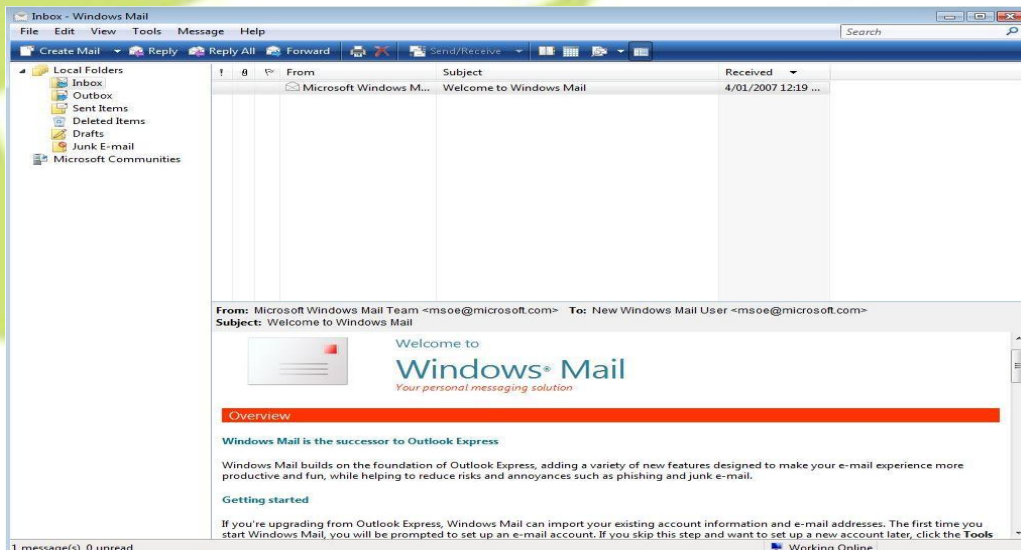 Inbox - Windows Mail
File Edit View Tools Message Help
Search
Create Mail Reply Reply All Forward Send/Receive
Local Folders
Inbox
Outbox
Sent Items
Deleted Items
Drafts
Junk E-mail
Microsoft Communities
! From Subject Received
Microsoft Windows M... Welcome to Windows Mail 4/01/2007 12:19 ...
From: Microsoft Windows Mail Team <msoe@microsoft.com> To: New Windows Mail User <msoe@microsoft.com>
Subject: Welcome to Windows Mail
Welcome to
Windows® Mail
Your personal messaging solution
Overview
Windows Mail is the successor to Outlook Express
Windows Mail builds on the foundation of Outlook Express, adding a variety of new features designed to make your e-mail experience more
productive and fun, while helping to reduce risks and annoyances such as phishing and junk e-mail.
Getting started
If you're upgrading from Outlook Express, Windows Mail can import your existing account information and e-mail addresses. The first time you
start Windows Mail, you will be prompted to set up an e-mail account. If you skip this step and want to set up a new account later, click the Tools
1 message(s), 0 unread Working Online